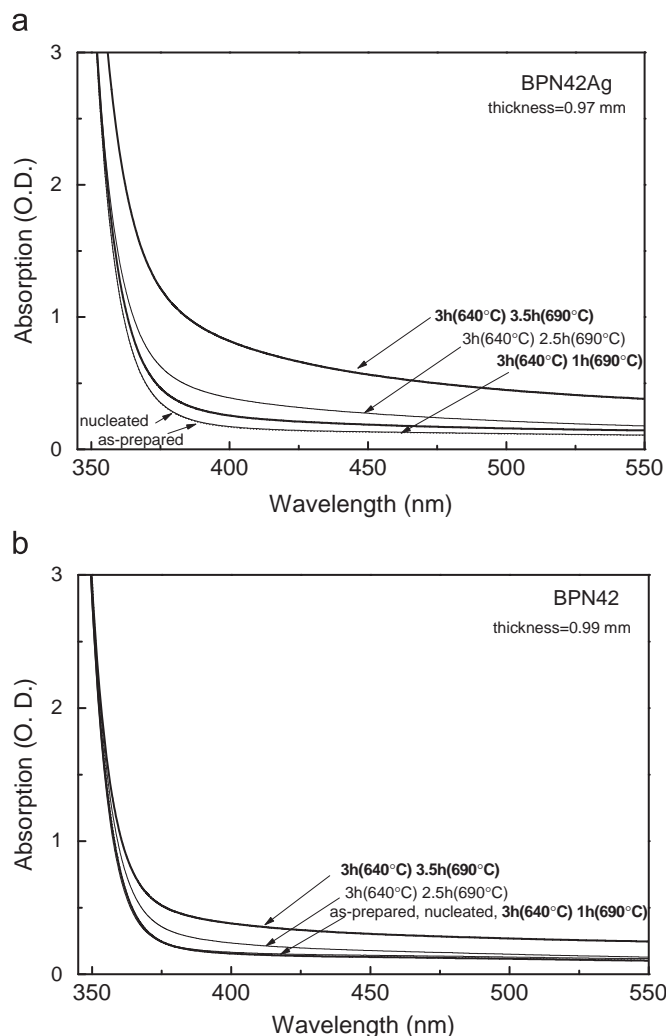 a
3
BPN42Ag
thickness=0.97 mm
2
Absorption (O.D.)
1
3h(640°C) 3.5h(690°C)
3h(640°C) 2.5h(690°C)
3h(640°C) 1h(690°C)
nucleated
as-prepared
0
350 400 450 500 550
Wavelength (nm)
b
3
BPN42
thickness=0.99 mm
2
Absorption (O. D.)
1
3h(640°C) 3.5h(690°C)
3h(640°C) 2.5h(690°C)
as-prepared, nucleated, 3h(640°C) 1h(690°C)
0
350 400 450 500 550
Wavelength (nm)